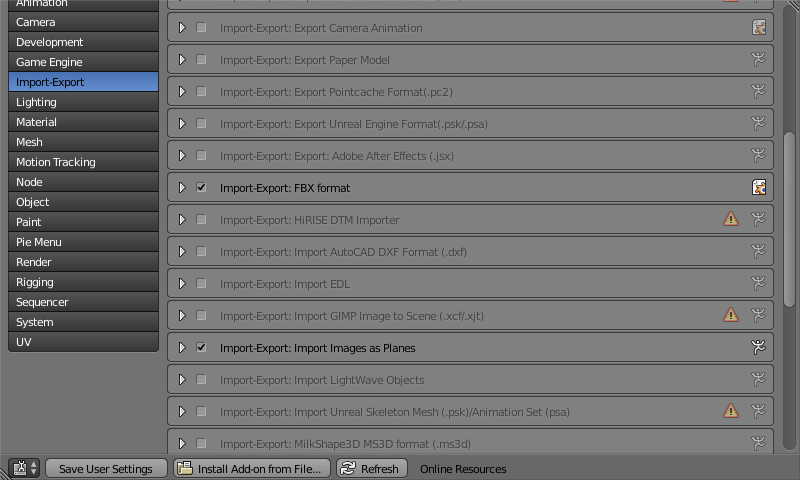 Animation
Camera
Development
Game Engine
Import-Export
Lighting
Material
Mesh
Motion Tracking
Node
Object
Paint
Pie Menu
Render
Rigging
Sequencer
System
UV
Import-Export: Export Camera Animation
Import-Export: Export Paper Model
Import-Export: Export Pointcache Format(.pc2)
Import-Export: Export Unreal Engine Format(.psk/.psa)
Import-Export: Export: Adobe After Effects (.jsx)
Import-Export: FBX format
Import-Export: HiRISE DTM Importer
Import-Export: Import AutoCAD DXF Format (.dxf)
Import-Export: Import EDL
Import-Export: Import GIMP Image to Scene (.xcf/.xjt)
Import-Export: Import Images as Planes
Import-Export: Import LightWave Objects
Import-Export: Import Unreal Skeleton Mesh (.psk)/Animation Set (psa)
Import-Export: MilkShape3D MS3D format (.ms3d)
Save User Settings
Install Add-on from File...
Refresh
Online Resources